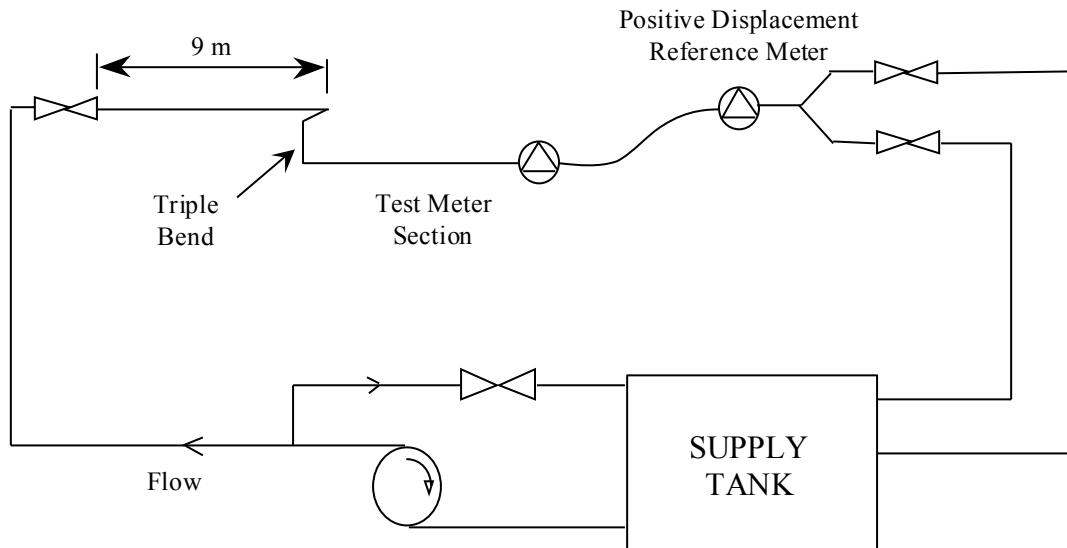 Positive Displacement
Reference Meter
9 m
Triple
Bend
Test Meter
Section
Flow
SUPPLY
TANK